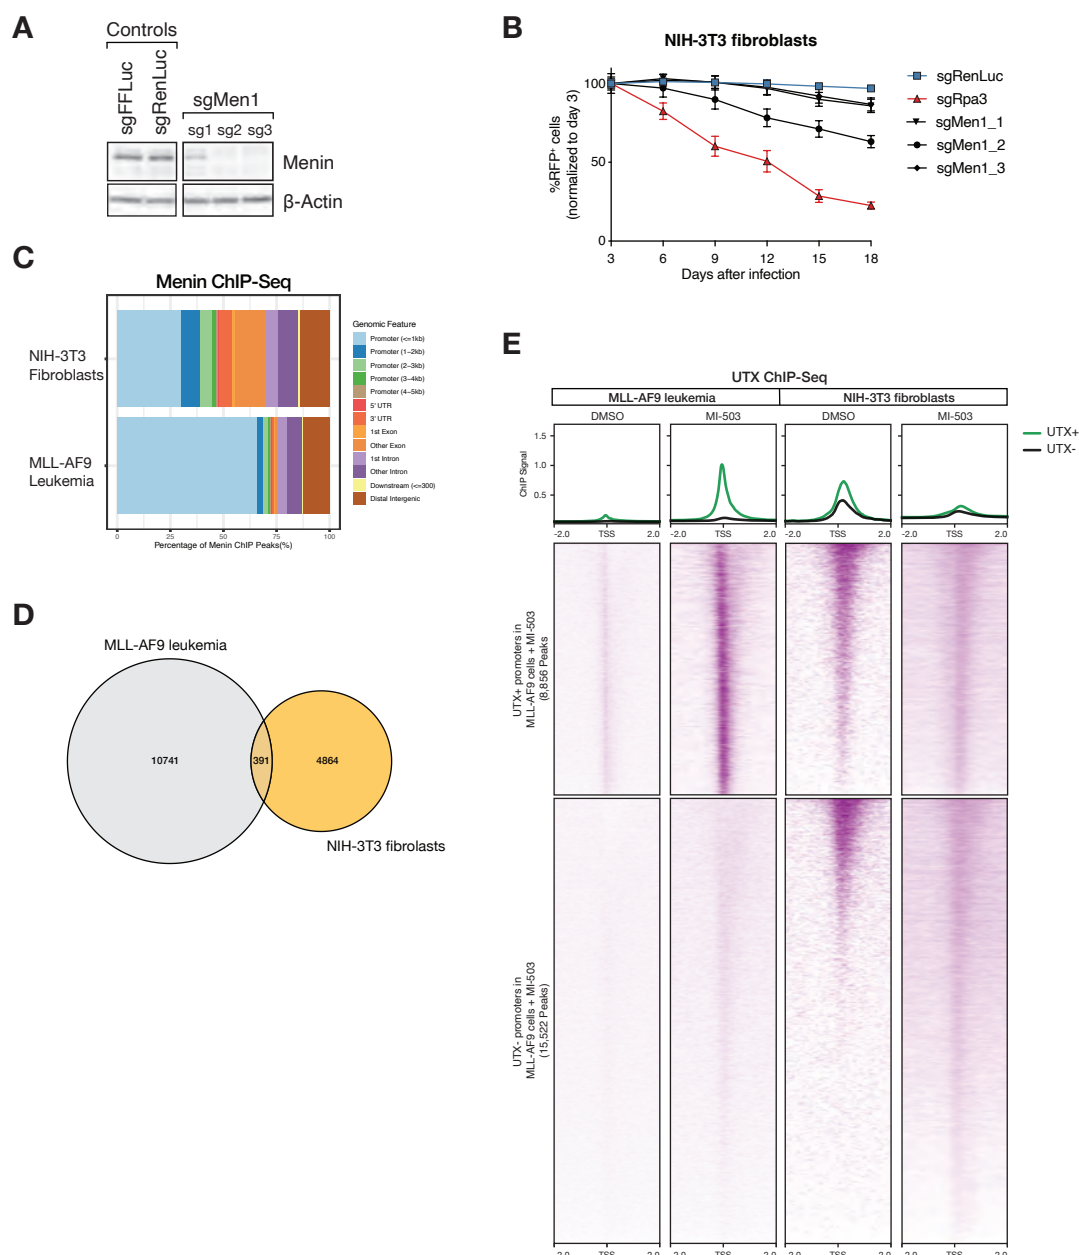 A
Controls
sgFFLuc
sgRenLuc
sgMen1
sg1 sg2 sg3
Menin
β-Actin
B
NIH-3T3 fibroblasts
%RFP+ cells
(normalized to day 3)
100
50
0
3 6 9 12 15 18
Days after infection
sgRenLuc
sgRpa3
sgMen1_1
sgMen1_2
sgMen1_3
C
Menin ChIP-Seq
NIH-3T3
Fibroblasts
MLL-AF9
Leukemia
0 25 50 75 100
Percentage of Menin ChIP Peaks(%)
Genomic Feature
Promoter (<=1kb)
Promoter (1-2kb)
Promoter (2-3kb)
Promoter (3-4kb)
Promoter (4-5kb)
5' UTR
3' UTR
1st Exon
Other Exon
1st Intron
Other Intron
Downstream (<=300)
Distal Intergenic
D
MLL-AF9 leukemia
10741
391
4864
NIH-3T3 fibrolasts
E
UTX ChIP-Seq
MLL-AF9 leukemia NIH-3T3 fibroblasts
DMSO MI-503 DMSO MI-503
ChIP Signal
1.5
1.0
0.5
-2.0 TSS 2.0 -2.0 TSS 2.0 -2.0 TSS 2.0 -2.0 TSS 2.0
UTX+
UTX-
UTX+ promoters in
MLL-AF9 cells + MI-503
(8,856 Peaks)
UTX- promoters in
MLL-AF9 cells + MI-503
(15,522 Peaks)
TSS TSS TSS TSS